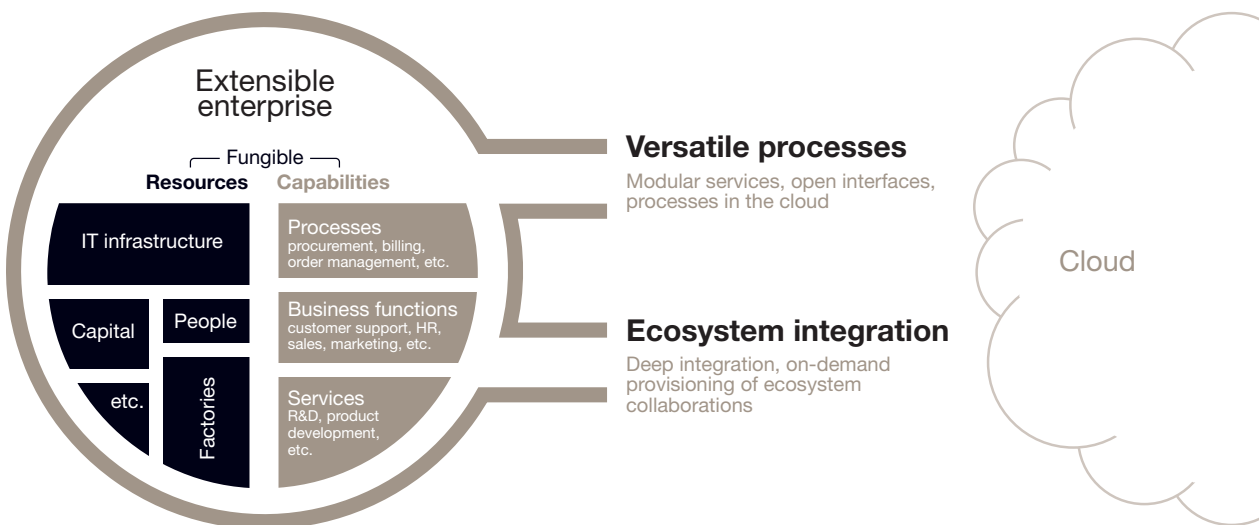 Extensible
enterprise
Fungible
Resources Capabilities
IT infrastructure
Capital
People
etc.
Factories
Processes
procurement, billing,
order management, etc.
Business functions
customer support, HR,
sales, marketing, etc.
Services
R&D, product
development,
etc.
Versatile processes
Modular services, open interfaces,
processes in the cloud
Ecosystem integration
Deep integration, on-demand
provisioning of ecosystem
collaborations
Cloud